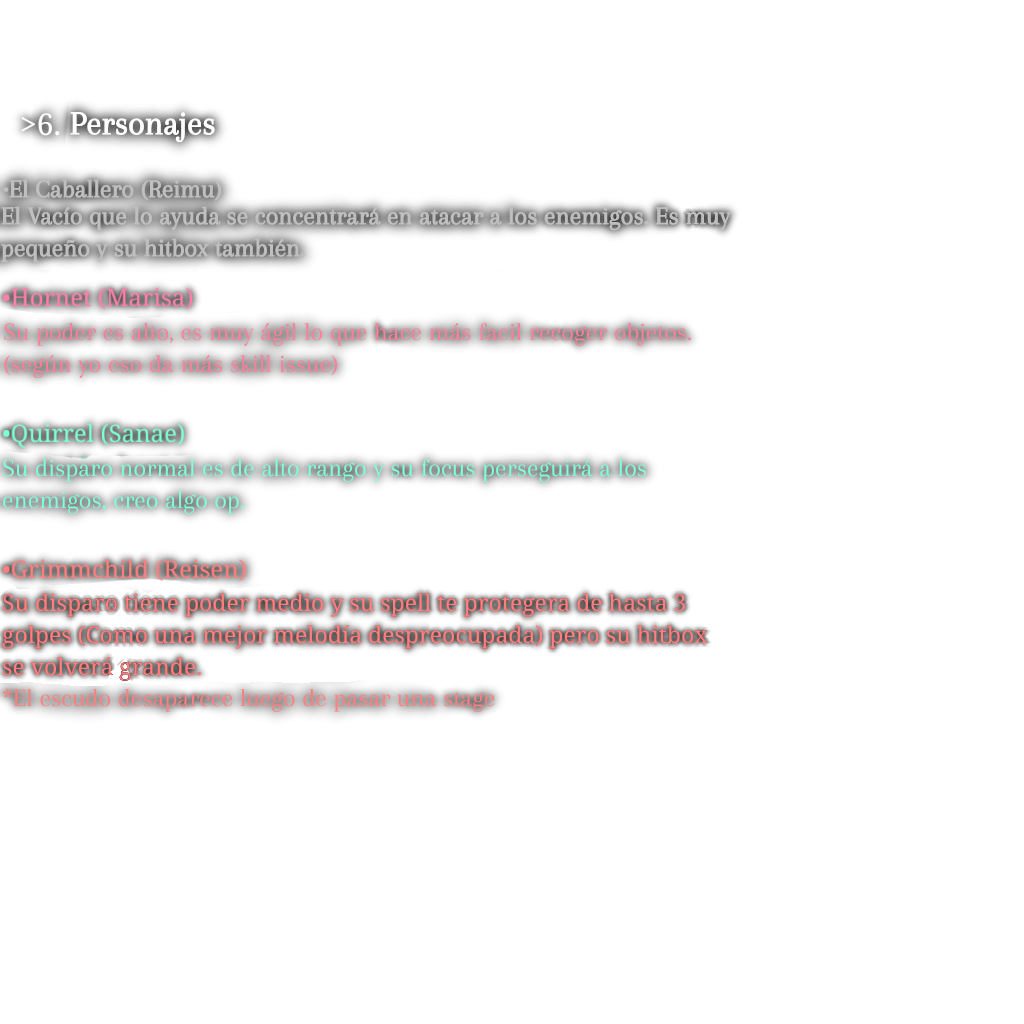 >6. Personajes
•El Caballero (Reimu)
El Vacío que lo ayuda se concentrará en atacar a los enemigos. Es muy
pequeño y su hitbox también.
•Hornet (Marisa)
Su poder es alto, es muy ágil lo que hace más facil recoger objetos.
(según yo eso da más skill issue)
•Quirrel (Sanae)
Su disparo normal es de alto rango y su focus perseguirá a los
enemigos, creo algo op.
•Grimmchild (Reisen)
Su disparo tiene poder medio y su spell te protegera de hasta 3
golpes (Como una mejor melodía despreocupada) pero su hitbox
se volverá grande.
*El escudo desaparece luego de pasar una stage